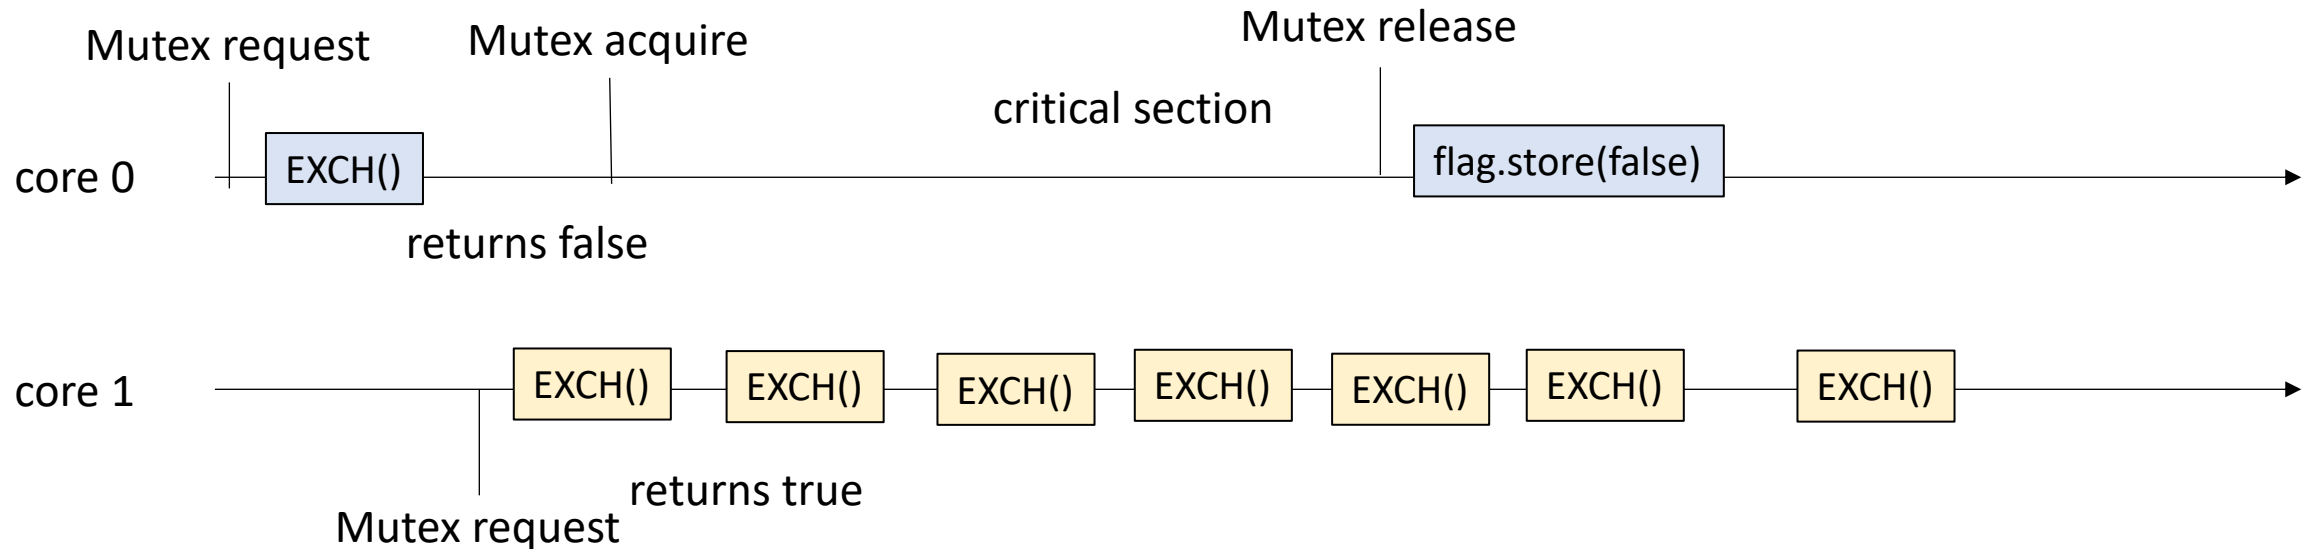 Mutex request
Mutex acquire
Mutex release
critical section
core 0
EXCH()
flag.store(false)
returns false
core 1
EXCH()
EXCH()
EXCH()
EXCH()
EXCH()
EXCH()
EXCH()
returns true
Mutex request